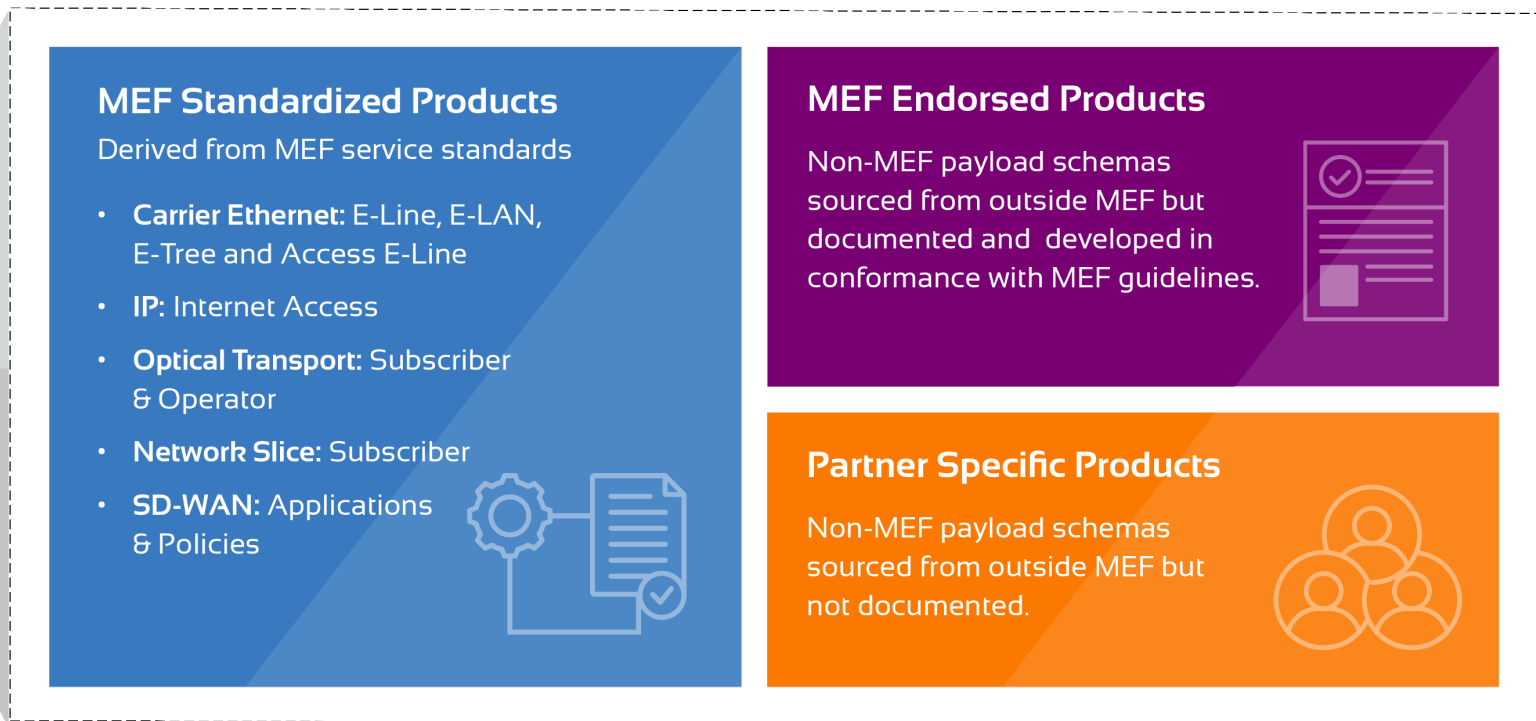 MEF Standardized Products
Derived from MEF service standards
• Carrier Ethernet: E-Line, E-LAN,
E-Tree and Access E-Line
• IP: Internet Access
• Optical Transport: Subscriber
& Operator
• Network Slice: Subscriber
• SD-WAN: Applications
& Policies
MEF Endorsed Products
Non-MEF payload schemas
sourced from outside MEF but
documented and  developed in
conformance with MEF guidelines.
Partner Specific Products
Non-MEF payload schemas
sourced from outside MEF but
not documented.